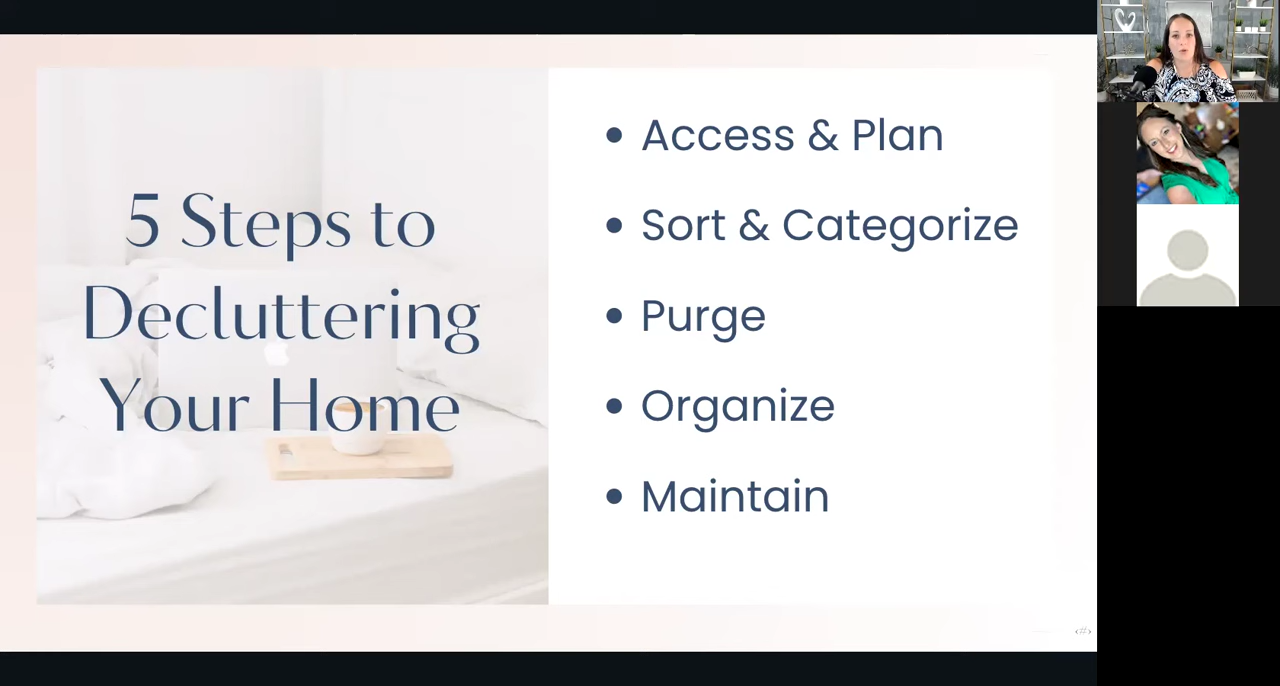 5 Steps to
Decluttering
Your Home
• Access & Plan
• Sort & Categorize
• Purge
• Organize
• Maintain
‹#›